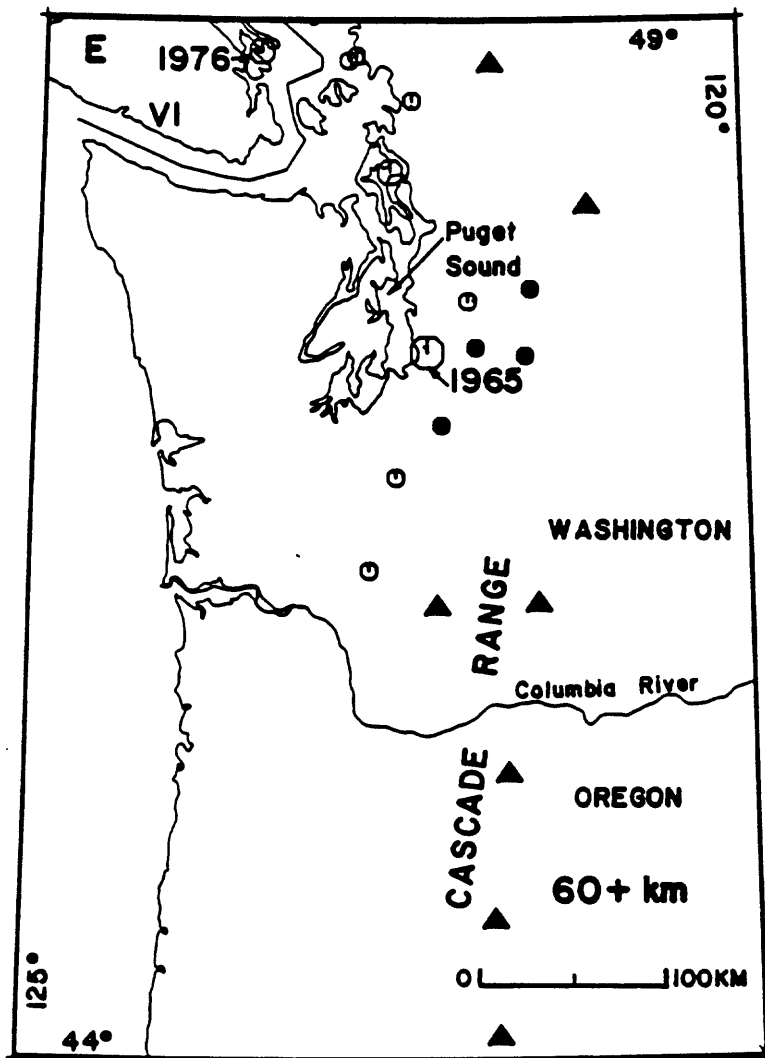 E
1976
49°
120°
VI
Puget
Sound
1965
WASHINGTON
RANGE
Columbia River
CASCADE
OREGON
60+ km
0 100KM
125°
44°